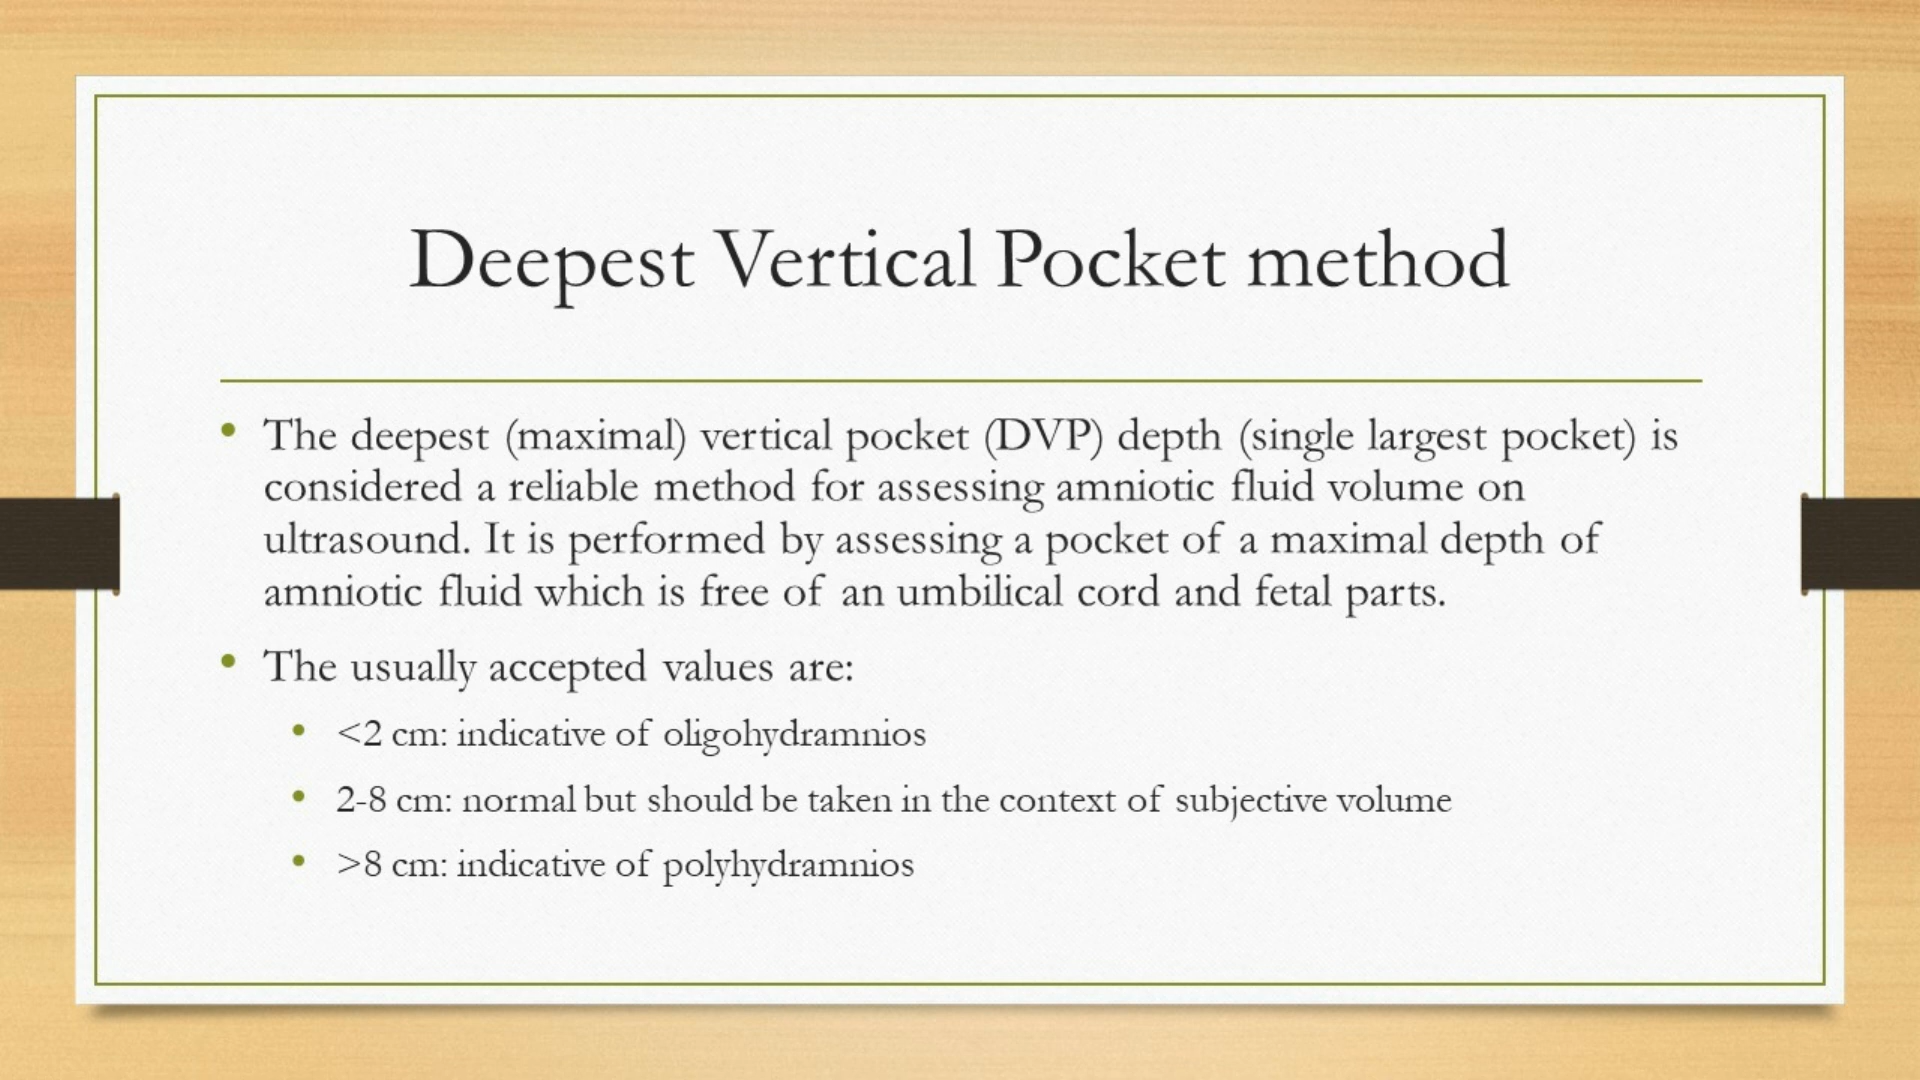 Deepest Vertical Pocket method
• The deepest (maximal) vertical pocket (DVP) depth (single largest pocket) is
considered a reliable method for assessing amniotic fluid volume on
ultrasound. It is performed by assessing a pocket of a maximal depth of
amniotic fluid which is free of an umbilical cord and fetal parts.
• The usually accepted values are:
• <2 cm: indicative of oligohydramnios
• 2-8 cm: normal but should be taken in the context of subjective volume
• >8 cm: indicative of polyhydramnios